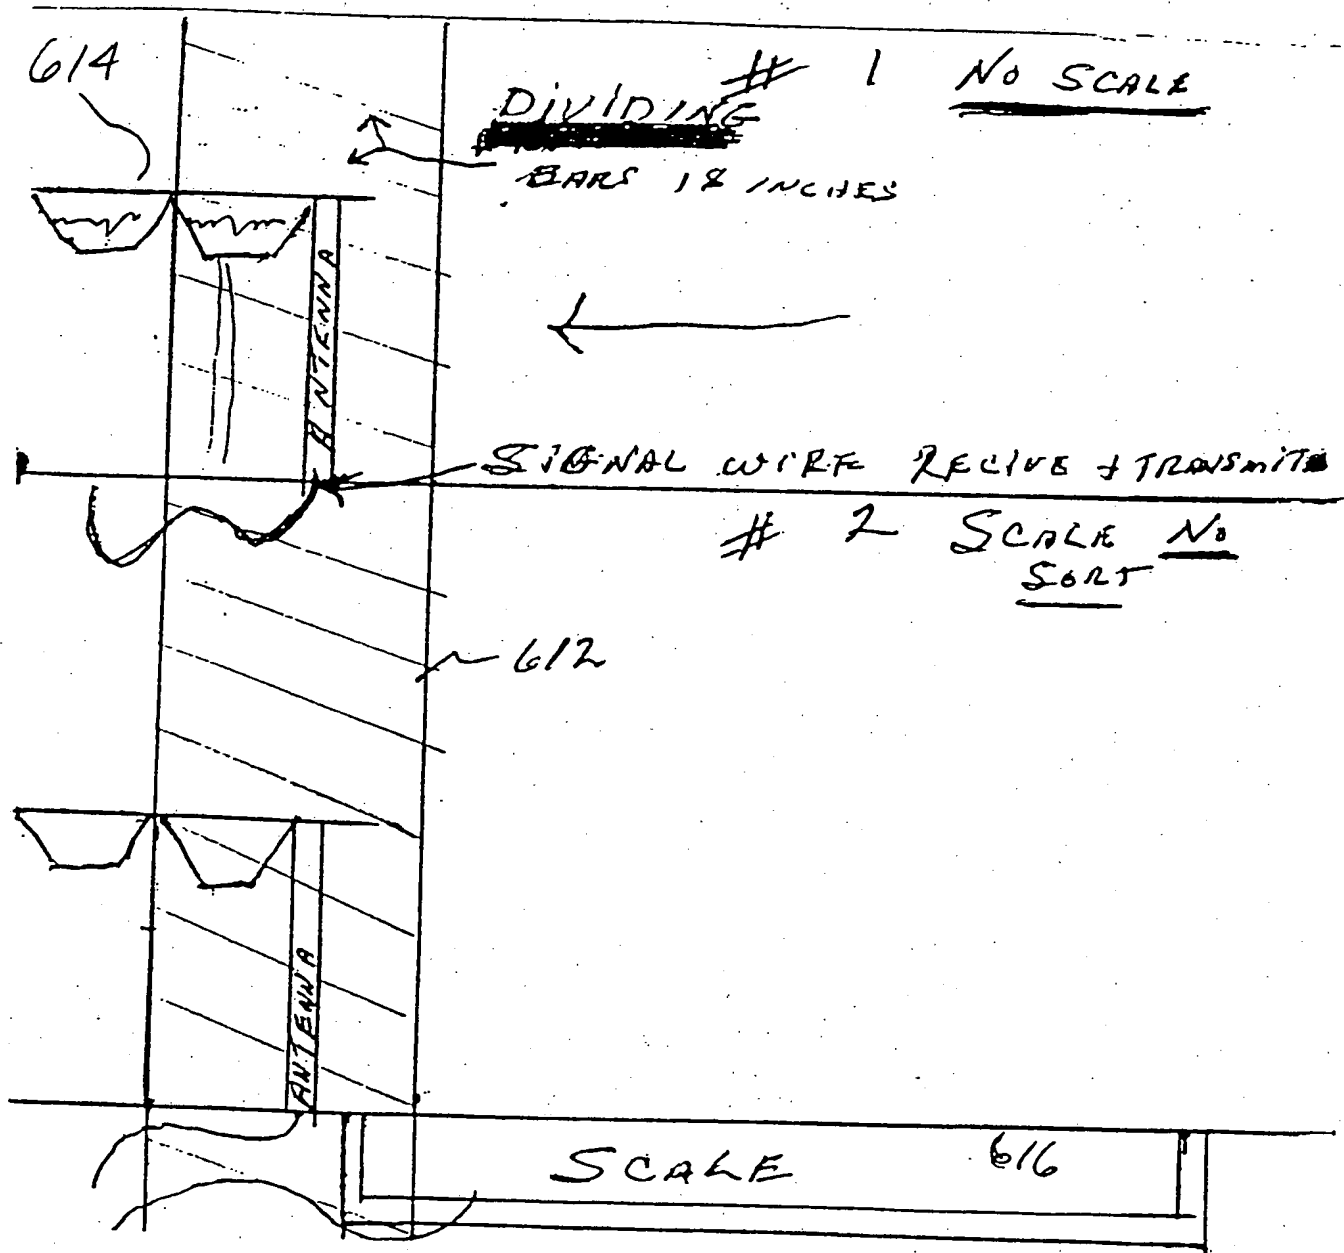 614
# 1 No SCALE
DIVIDING
BARS 18 INCHES
ANTENNA
SIGNAL WIRE RECIVE + TRANSMIT
# 2 SCALE No
SORT
612
ANTENNA
SCALE 616